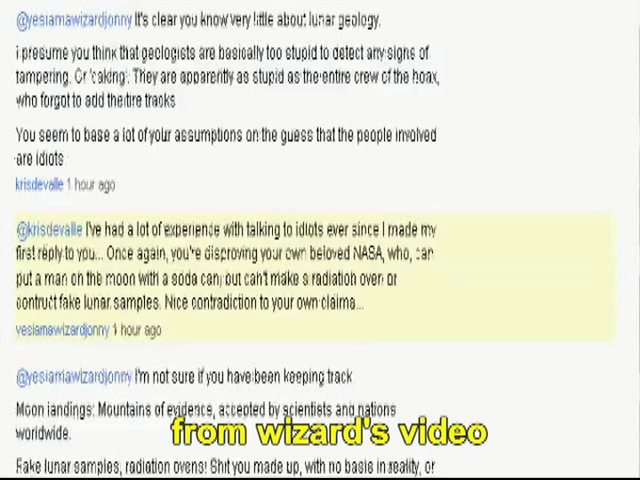 @yesiamawizardjonny It's clear you know very little about lunar geology.
i presume you think that geologists are basically too stupid to detect any signs of
tampering. Or 'caking'. They are apparently as stupid as the entire crew of the hoax,
who forgot to add the tire tracks
You seem to base a lot of your assumptions on the guess that the people involved
are idiots
krisdevalle 1 hour ago
@krisdevalle I've had a lot of experience with talking to idiots ever since I made my
first reply to you... Once again, you're disproving your own beloved NASA, who, can
put a man on the moon with a soda can, but can't make a radiation oven or
contruct fake lunar samples. Nice contradiction to your own claims...
yesiamawizardjonny 1 hour ago
@yesiamawizardjonny I'm not sure if you have been keeping track
Moon landings: Mountains of evidence, accepted by scientists and nations
worldwide.
from wizard's video
Fake lunar samples, radiation ovens: Shit you made up, with no basis in reality, or